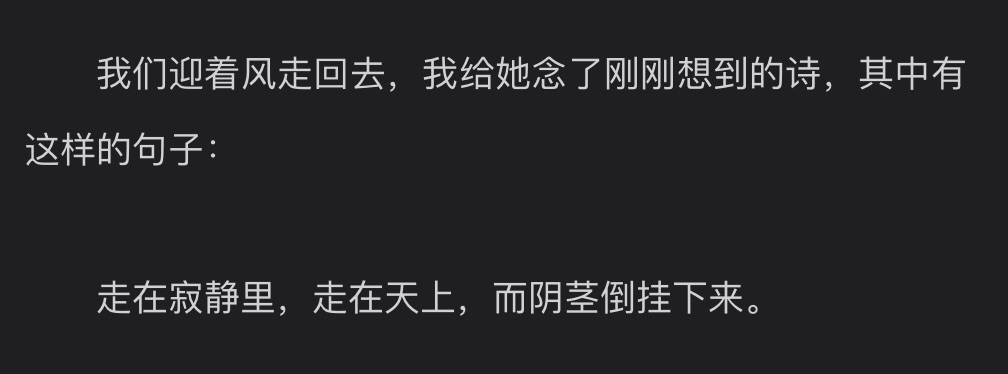 我们迎着风走回去，我给她念了刚刚想到的诗，其中有
这样的句子：
走在寂静里，走在天上，而阴茎倒挂下来。